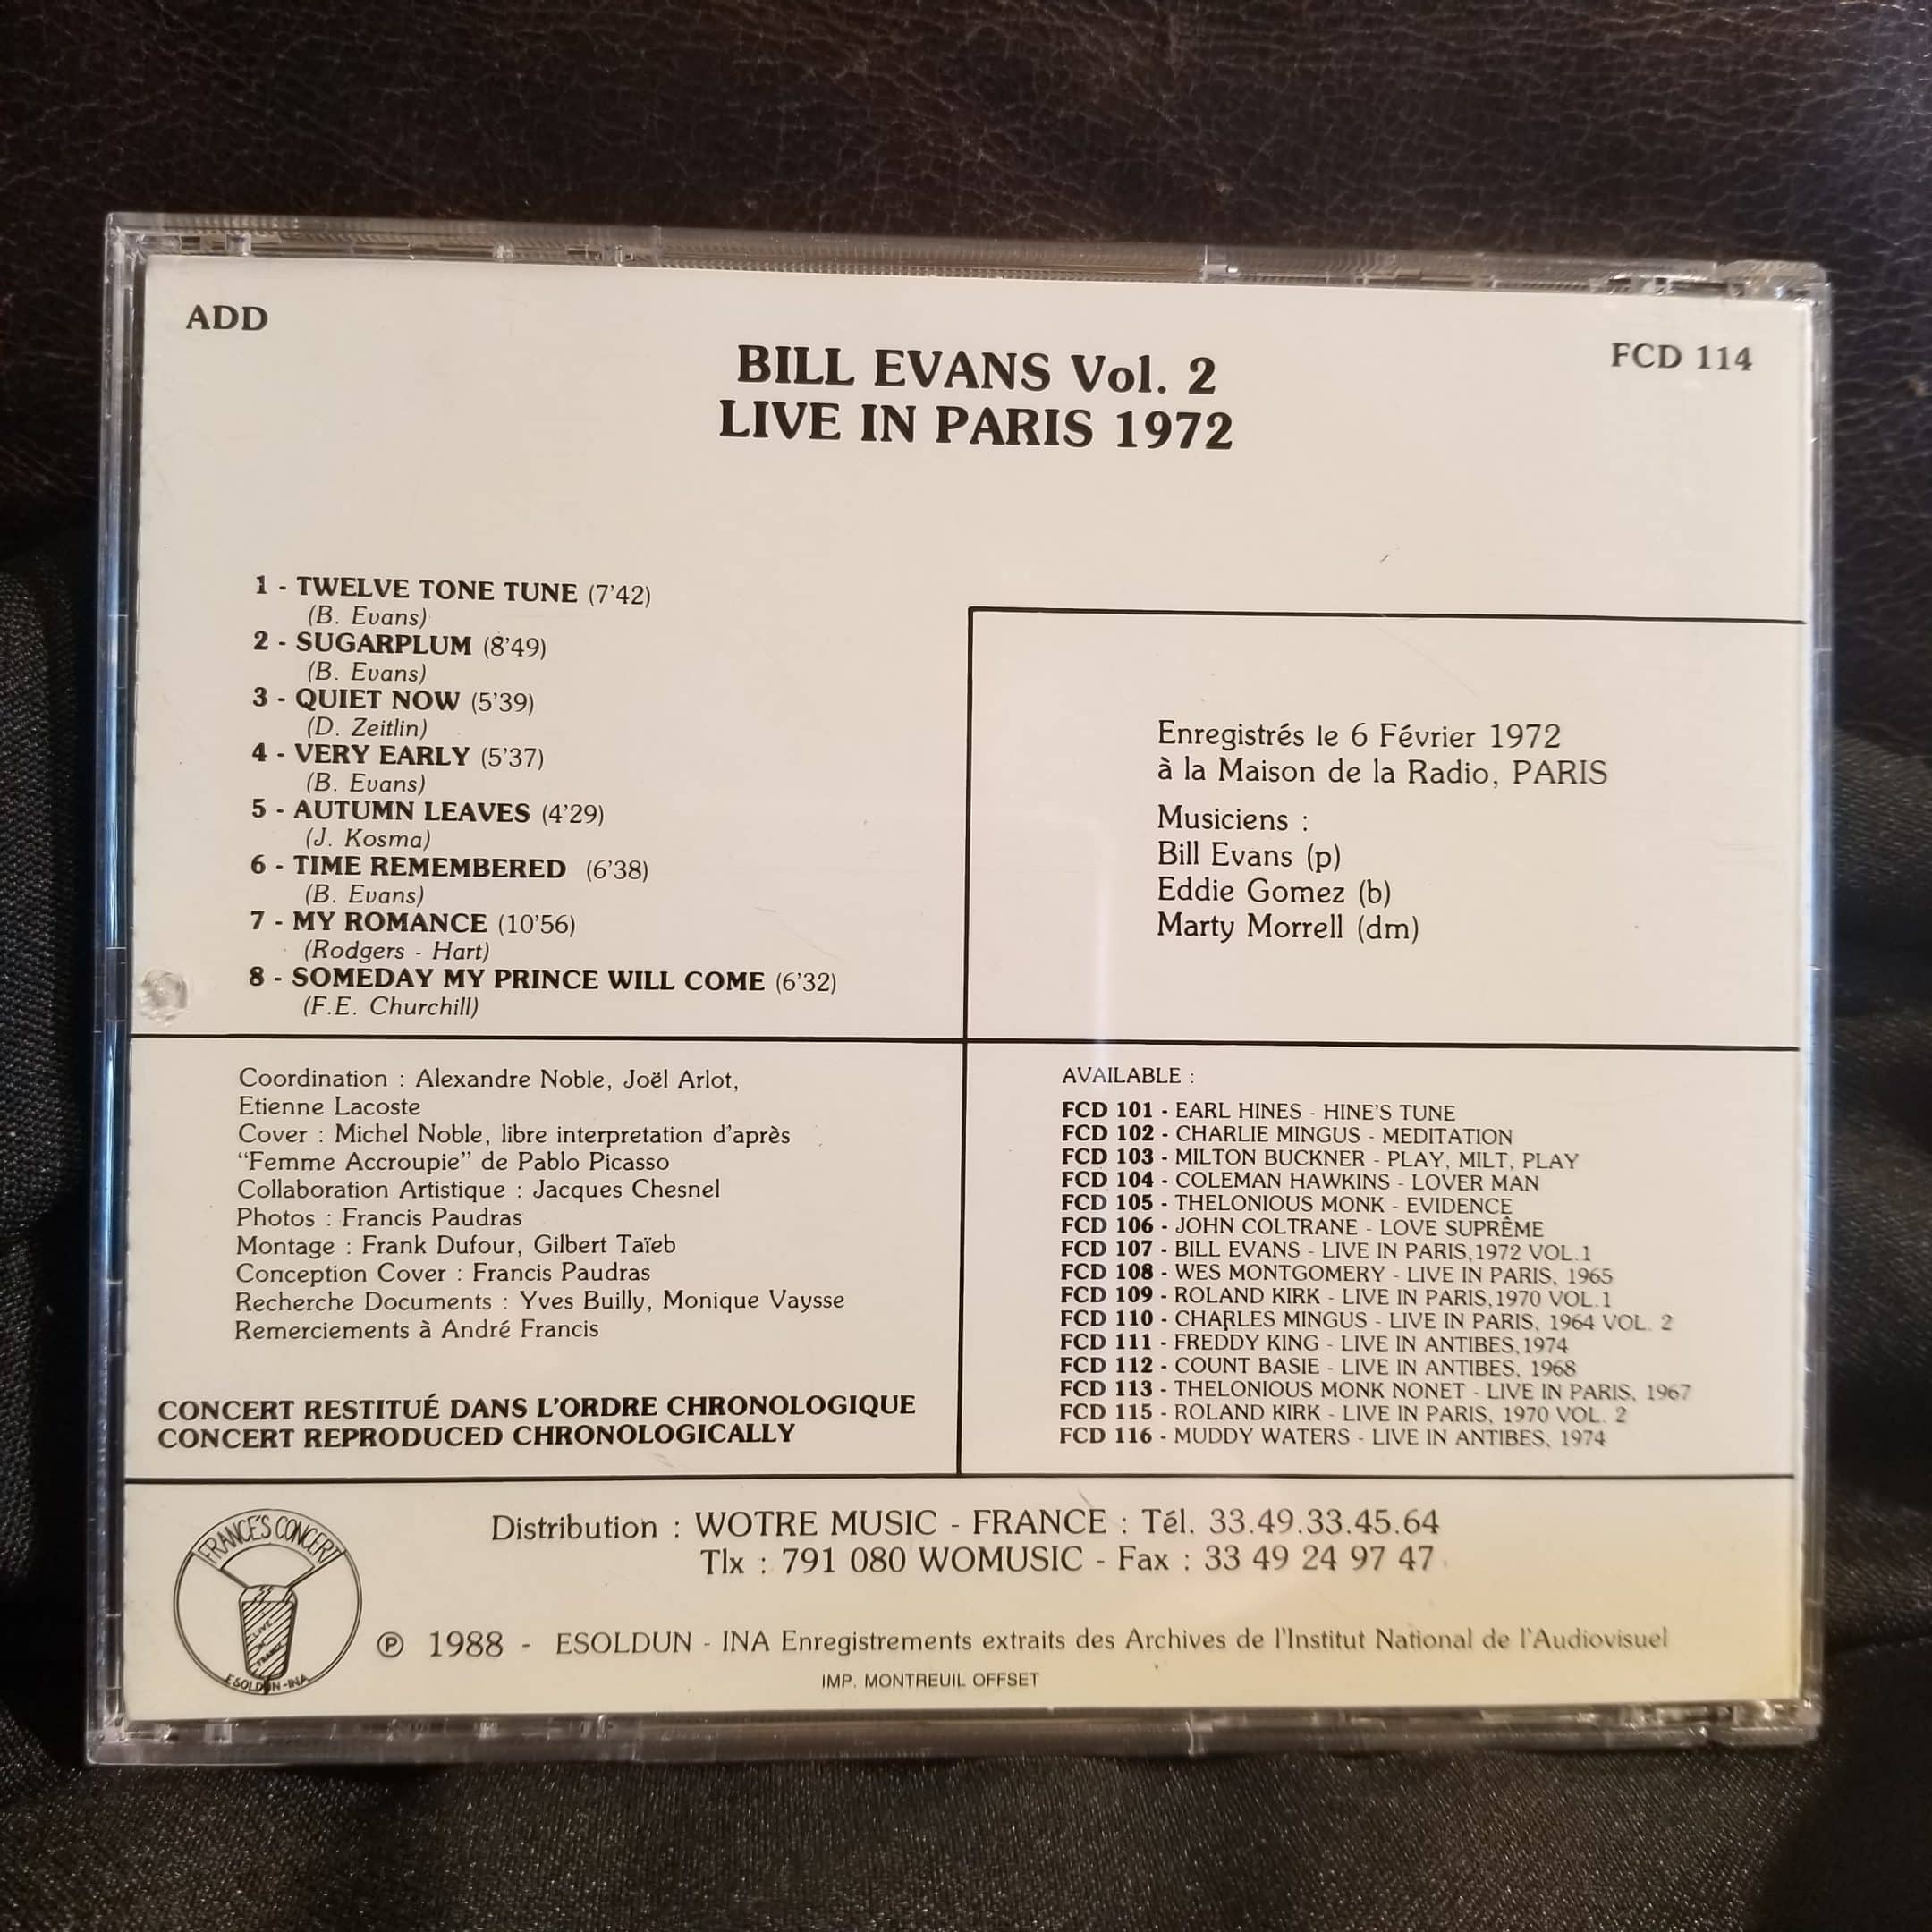 ADD
FCD 114
BILL EVANS Vol. 2
LIVE IN PARIS 1972
1 - TWELVE TONE TUNE (7'42)
(B. Evans)
2 - SUGARPLUM (8'49)
(B. Evans)
3 - QUIET NOW (5'39)
(D. Zeitlin)
4 - VERY EARLY (5'37)
(B. Evans)
5 - AUTUMN LEAVES (4'29)
(J. Kosma)
6 - TIME REMEMBERED (6'38)
(B. Evans)
7 - MY ROMANCE (10'56)
(Rodgers - Hart)
8 - SOMEDAY MY PRINCE WILL COME (6'32)
(F.E. Churchill)
Enregistrés le 6 Février 1972
à la Maison de la Radio, PARIS
Musiciens :
Bill Evans (p)
Eddie Gomez (b)
Marty Morrell (dm)
Coordination : Alexandre Noble, Joël Arlot,
Etienne Lacoste
Cover : Michel Noble, libre interpretation d'après
“Femme Accroupie” de Pablo Picasso
Collaboration Artistique : Jacques Chesnel
Photos : Francis Paudras
Montage : Frank Dufour, Gilbert Taïeb
Conception Cover : Francis Paudras
Recherche Documents : Yves Builly, Monique Vaysse
Remerciements à André Francis
CONCERT RESTITUÉ DANS L'ORDRE CHRONOLOGIQUE
CONCERT REPRODUCED CHRONOLOGICALLY
AVAILABLE :
FCD 101 - EARL HINES - HINE'S TUNE
FCD 102 - CHARLIE MINGUS - MEDITATION
FCD 103 - MILTON BUCKNER - PLAY, MILT, PLAY
FCD 104 - COLEMAN HAWKINS - LOVER MAN
FCD 105 - THELONIOUS MONK - EVIDENCE
FCD 106 - JOHN COLTRANE - LOVE SUPRÊME
FCD 107 - BILL EVANS - LIVE IN PARIS,1972 VOL.1
FCD 108 - WES MONTGOMERY - LIVE IN PARIS, 1965
FCD 109 - ROLAND KIRK - LIVE IN PARIS,1970 VOL.1
FCD 110 - CHARLES MINGUS - LIVE IN PARIS, 1964 VOL. 2
FCD 111 - FREDDY KING - LIVE IN ANTIBES,1974
FCD 112 - COUNT BASIE - LIVE IN ANTIBES, 1968
FCD 113 - THELONIOUS MONK NONET - LIVE IN PARIS, 1967
FCD 115 - ROLAND KIRK - LIVE IN PARIS, 1970 VOL. 2
FCD 116 - MUDDY WATERS - LIVE IN ANTIBES, 1974
FRANCE'S CONCERT
LIVE IN FRANCE
ESOLDUN-INA
Distribution : WOTRE MUSIC - FRANCE : Tél. 33.49.33.45.64
Tlx : 791 080 WOMUSIC - Fax : 33 49 24 97 47
℗ 1988 - ESOLDUN - INA Enregistrements extraits des Archives de l'Institut National de l'Audiovisuel
IMP. MONTREUIL OFFSET